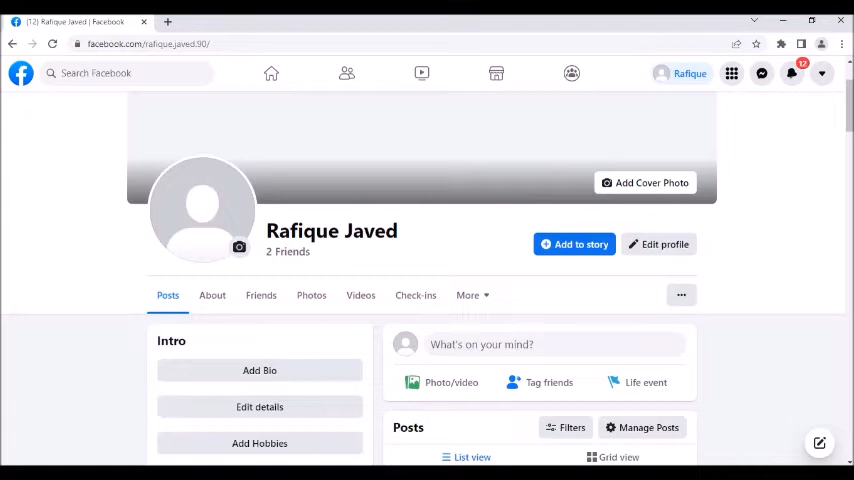 (12) Rafique Javed | Facebook
facebook.com/rafique.javed.90/
Search Facebook
Rafique
12
Add Cover Photo
Rafique Javed
2 Friends
Add to story
Edit profile
Posts
About
Friends
Photos
Videos
Check-ins
More
Intro
Add Bio
Edit details
Add Hobbies
What's on your mind?
Photo/video
Tag friends
Life event
Posts
Filters
Manage Posts
List view
Grid view